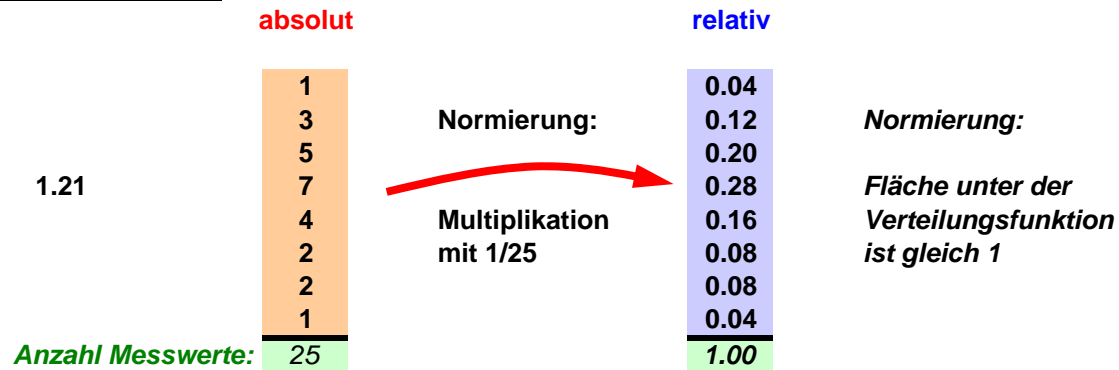 absolut relativ
1 0.04
3 Normierung: 0.12 Normierung:
5 0.20
1.21 7 0.28 Fläche unter der
4 Multiplikation 0.16 Verteilungsfunktion
2 mit 1/25 0.08 ist gleich 1
2 0.08
1 0.04
Anzahl Messwerte: 25 1.00